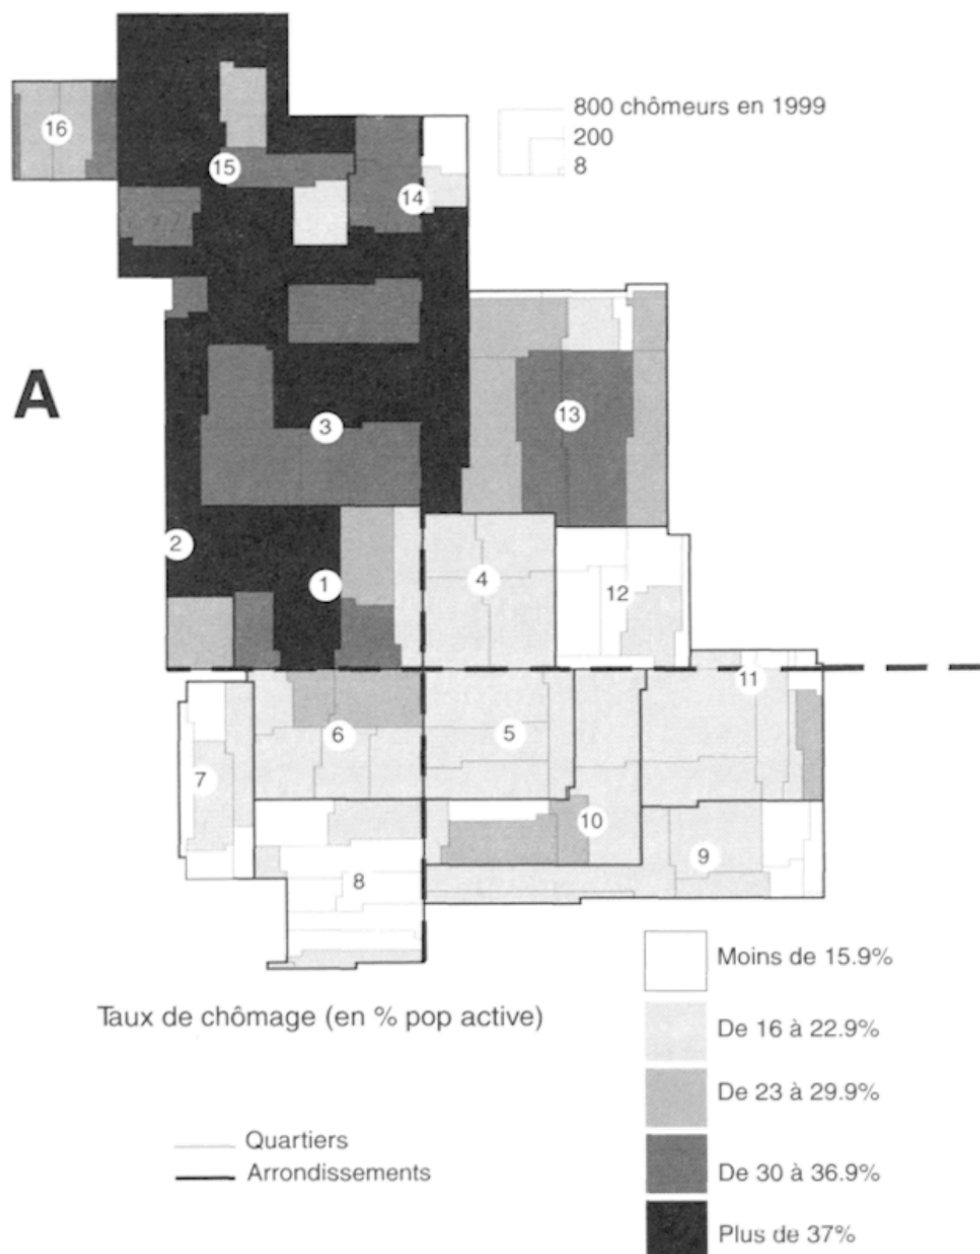 800 chômeurs en 1999
200
8
16
15
14
A
13
3
2
1
4
12
11
6
5
7
10
9
8
Moins de 15.9%
Taux de chômage (en % pop active)
De 16 à 22.9%
De 23 à 29.9%
Quartiers
Arrondissements
De 30 à 36.9%
Plus de 37%